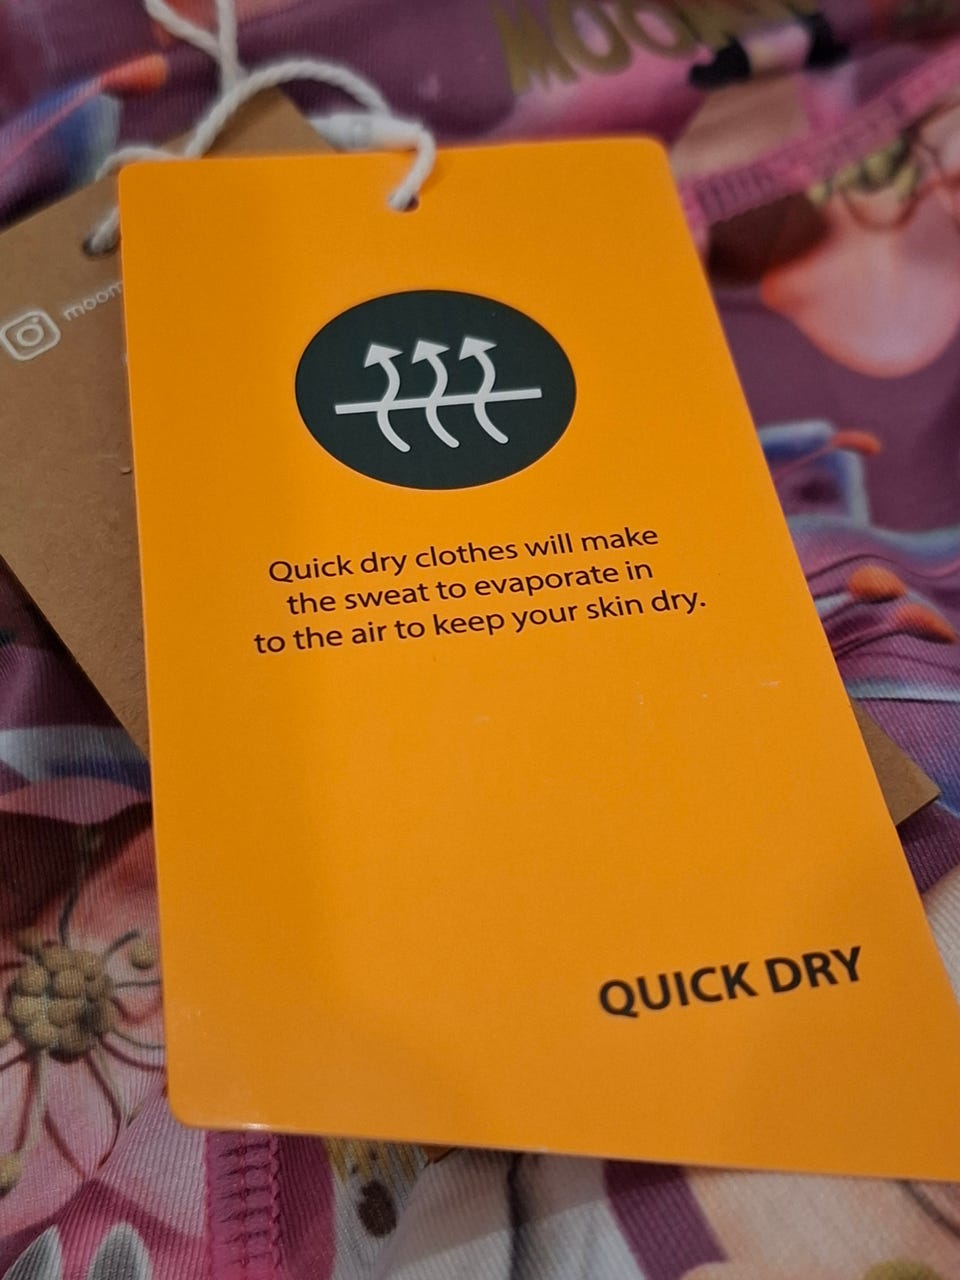 moom
Quick dry clothes will make
the sweat to evaporate in
to the air to keep your skin dry.
QUICK DRY